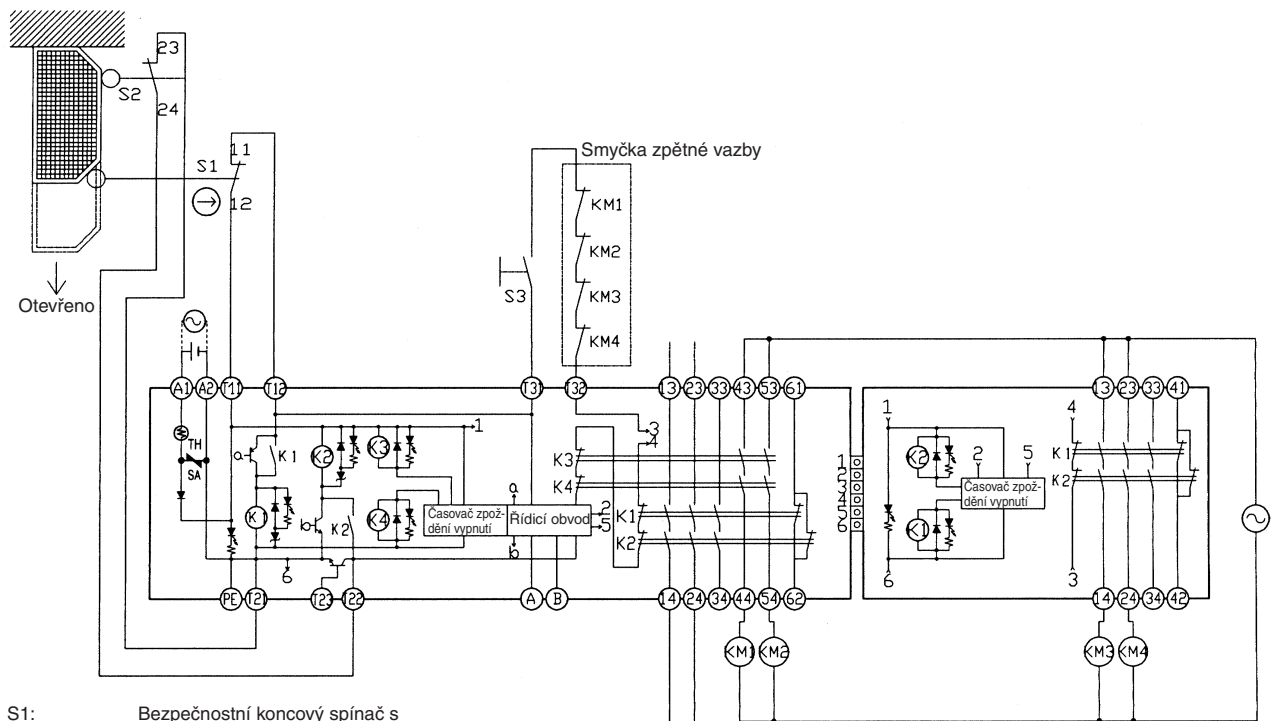 23
S2
24
11
S1
12
Otevřeno
Smyčka zpětné vazby
KM1
KM2
KM3
KM4
S3
A1 A2 T11 T12 T31 T32 13 23 33 43 53 61 13 23 33 41
TH
SA
a
K1
K2
K3
1
3
4
K1
b
K2
K4
Časovač zpož-
dění vypnutí
Řídicí obvod
a
b
2
5
6
K3
K4
K1
K2
1
2
3
4
5
6
1
K2
2
5
Časovač zpož-
dění vypnutí
K1
6
4
K1
K2
3
PE T21 T23 T22 A B 14 24 34 44 54 62 14 24 34 42
KM1 KM2 KM3 KM4
S1: Bezpečnostní koncový spínač s